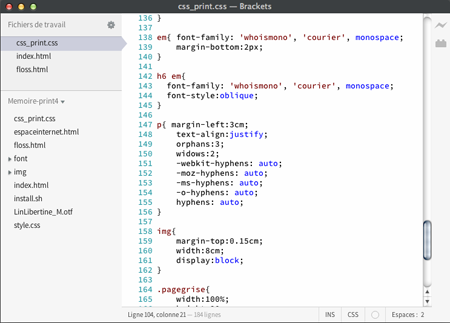 css_print.css — Brackets
Fichiers de travail
css_print.css
index.html
floss.html
Memoire-print4
css_print.css
espaceinternet.html
floss.html
font
img
index.html
install.sh
LinLibertine_M.otf
style.css
136 }
137
138 em{ font-family: 'whoismono', 'courier', monospace;
139 margin-bottom:2px;
140 }
141
142 h6 em{
143 font-family: 'whoismono', 'courier', monospace;
144 font-style:oblique;
145 }
146
147 p{ margin-left:3cm;
148 text-align:justify;
149 orphans:3;
150 widows:2;
151 -webkit-hyphens: auto;
152 -moz-hyphens: auto;
153 -ms-hyphens: auto;
154 -o-hyphens: auto;
155 hyphens: auto;
156 }
157
158 img{
159 margin-top:0.15cm;
160 width:8cm;
161 display:block;
162 }
163
164 .pagegrise{
165 width:100%;
Ligne 104, colonne 21 — 184 lignes
INS
CSS
Espaces : 2